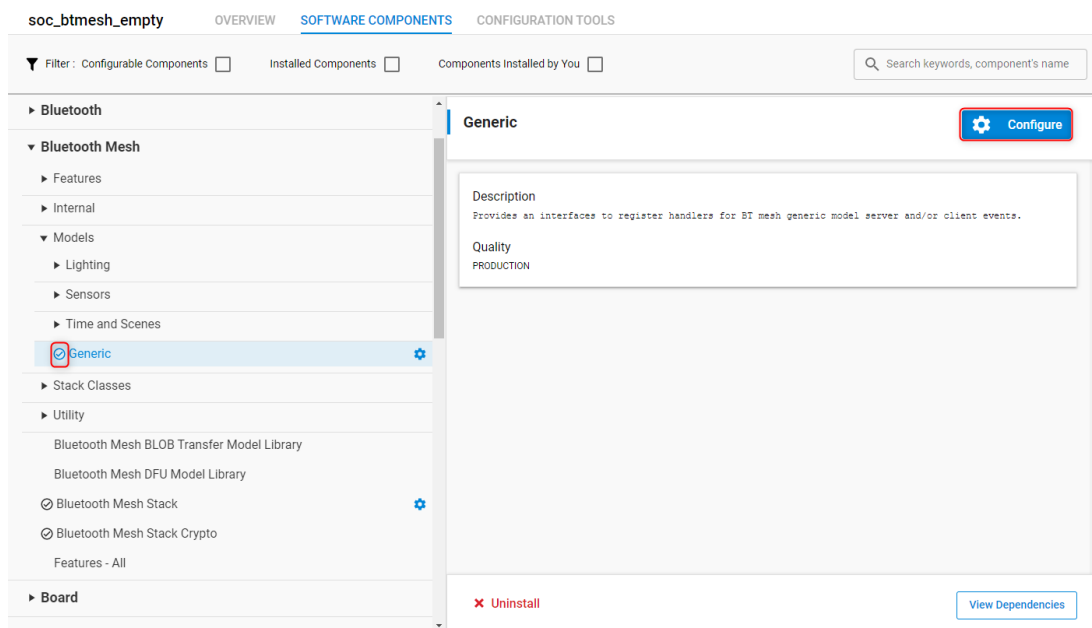 soc_btmesh_empty OVERVIEW SOFTWARE COMPONENTS CONFIGURATION TOOLS
Filter : Configurable Components Installed Components Components Installed by You Search keywords, component's name
Bluetooth
Bluetooth Mesh
Features
Internal
Models
Lighting
Sensors
Time and Scenes
Generic
Stack Classes
Utility
Bluetooth Mesh BLOB Transfer Model Library
Bluetooth Mesh DFU Model Library
Bluetooth Mesh Stack
Bluetooth Mesh Stack Crypto
Features - All
Board
Generic Configure
Description
Provides an interfaces to register handlers for BT mesh generic model server and/or client events.
Quality
PRODUCTION
Uninstall View Dependencies